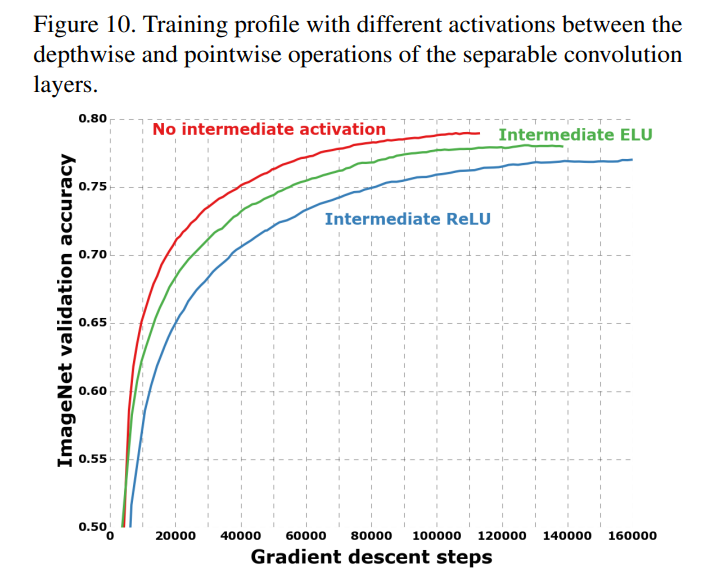 Figure 10. Training profile with different activations between the
depthwise and pointwise operations of the separable convolution
layers.
0.80
No intermediate activation
Intermediate ELU
0.75
Intermediate ReLU
0.70
0.65
0.60
0.55
0.50
ImageNet validation accuracy
0 20000 40000 60000 80000 100000 120000 140000 160000
Gradient descent steps